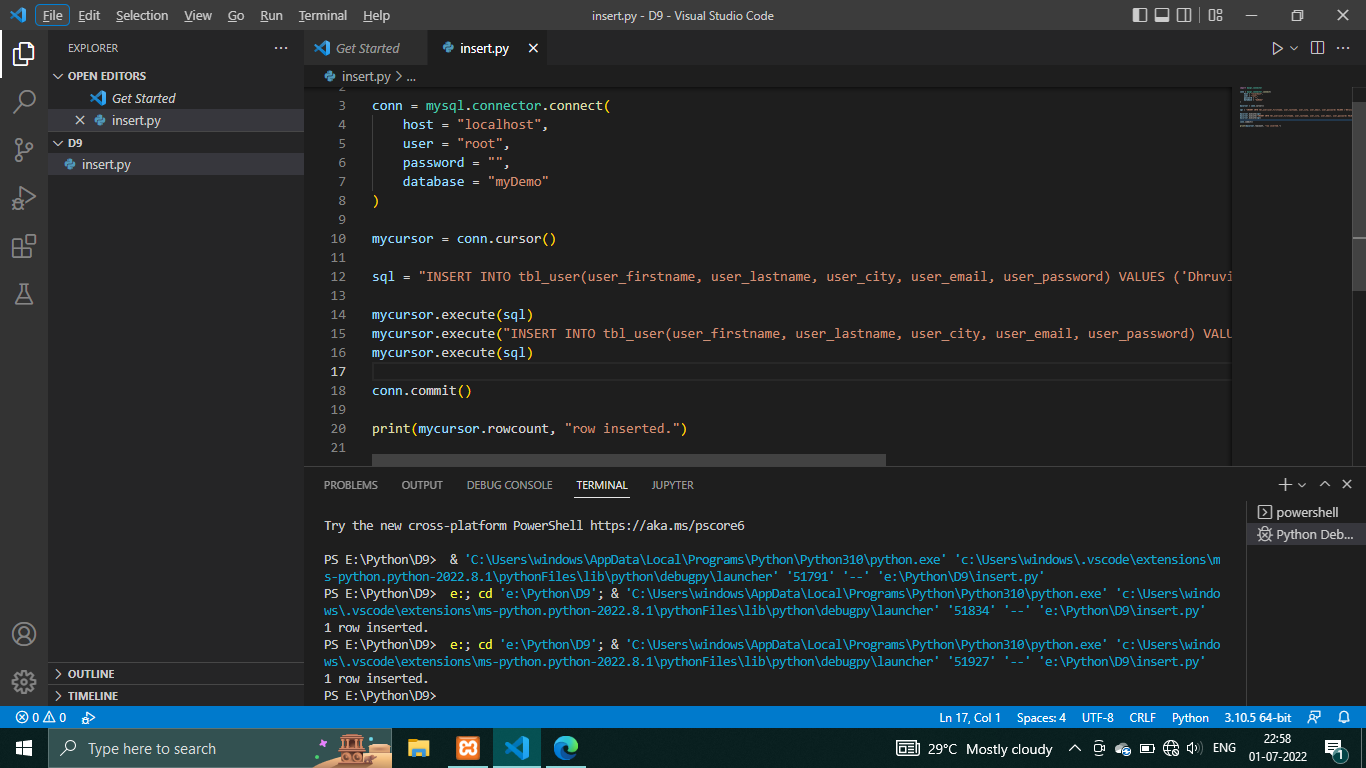 File Edit Selection View Go Run Terminal Help
insert.py - D9 - Visual Studio Code
EXPLORER
OPEN EDITORS
Get Started
insert.py
D9
insert.py
OUTLINE
TIMELINE
Get Started
insert.py
insert.py > ...
2
3 conn = mysql.connector.connect(
4 host = "localhost",
5 user = "root",
6 password = "",
7 database = "myDemo"
8 )
9
10 mycursor = conn.cursor()
11
12 sql = "INSERT INTO tbl_user(user_firstname, user_lastname, user_city, user_email, user_password) VALUES ('Dhruvi
13
14 mycursor.execute(sql)
15 mycursor.execute("INSERT INTO tbl_user(user_firstname, user_lastname, user_city, user_email, user_password) VALU
16 mycursor.execute(sql)
17
18 conn.commit()
19
20 print(mycursor.rowcount, "row inserted.")
21
PROBLEMS OUTPUT DEBUG CONSOLE TERMINAL JUPYTER
Try the new cross-platform PowerShell https://aka.ms/pscore6
PS E:\Python\D9> & 'C:\Users\windows\AppData\Local\Programs\Python\Python310\python.exe' 'c:\Users\windows\.vscode\extensions\m
s-python.python-2022.8.1\pythonFiles\lib\python\debugpy\launcher' '51791' '--' 'e:\Python\D9\insert.py'
PS E:\Python\D9> e:; cd 'e:\Python\D9'; & 'C:\Users\windows\AppData\Local\Programs\Python\Python310\python.exe' 'c:\Users\windo
ws\.vscode\extensions\ms-python.python-2022.8.1\pythonFiles\lib\python\debugpy\launcher' '51834' '--' 'e:\Python\D9\insert.py'
1 row inserted.
PS E:\Python\D9> e:; cd 'e:\Python\D9'; & 'C:\Users\windows\AppData\Local\Programs\Python\Python310\python.exe' 'c:\Users\windo
ws\.vscode\extensions\ms-python.python-2022.8.1\pythonFiles\lib\python\debugpy\launcher' '51927' '--' 'e:\Python\D9\insert.py'
1 row inserted.
PS E:\Python\D9>
powershell
Python Deb...
0 0
Ln 17, Col 1 Spaces: 4 UTF-8 CRLF Python 3.10.5 64-bit
Type here to search
29°C Mostly cloudy
ENG
22:58
01-07-2022
1